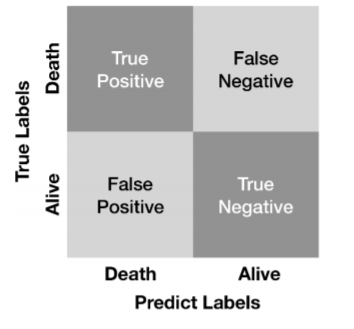 True Labels
Death
Alive
True
Positive
False
Negative
False
Positive
True
Negative
Death
Alive
Predict Labels